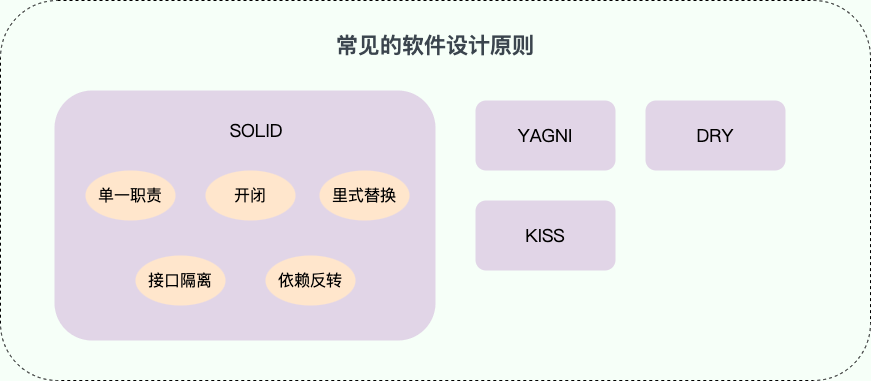 常见的软件设计原则
SOLID
单一职责
开闭
里式替换
接口隔离
依赖反转
YAGNI
DRY
KISS